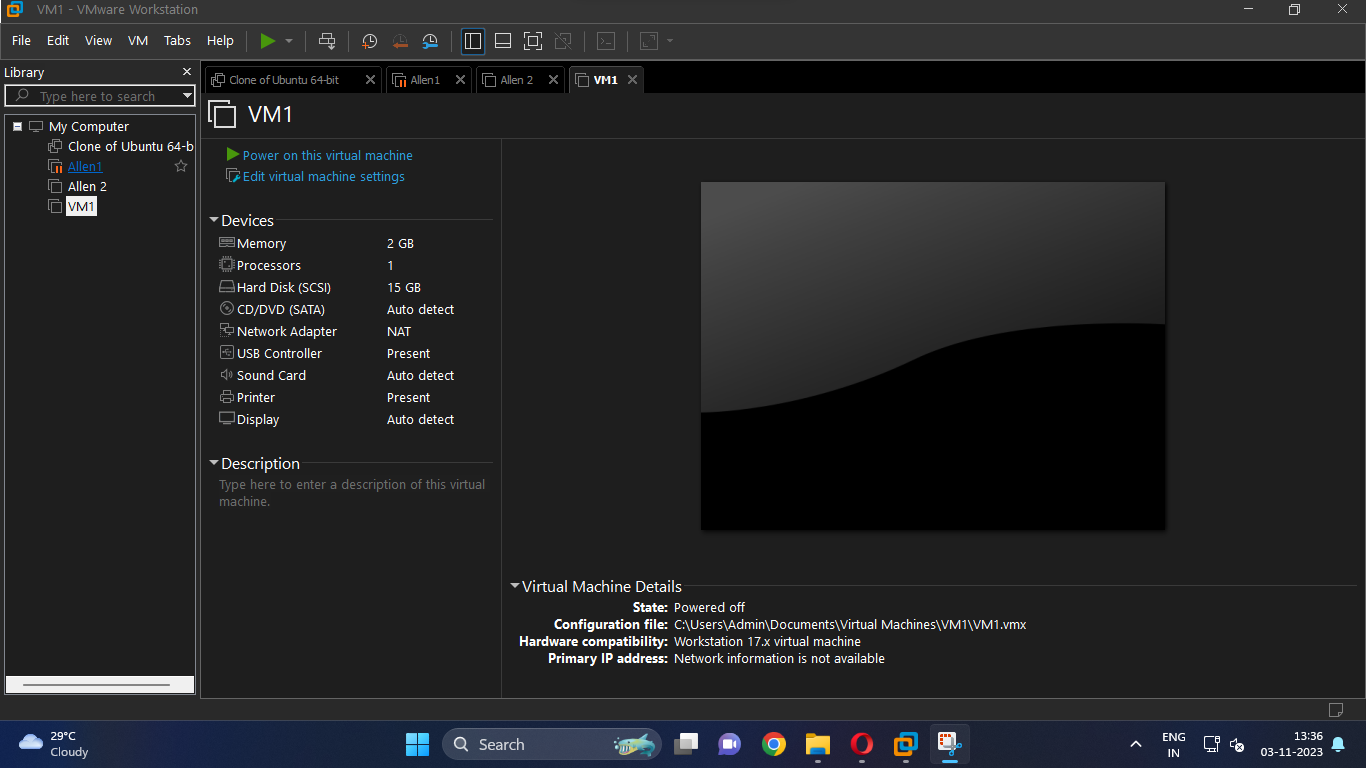 VM1 - VMware Workstation
File Edit View VM Tabs Help
Library
Type here to search
My Computer
Clone of Ubuntu 64-b
Allen1
Allen 2
VM1
Clone of Ubuntu 64-bit Allen1 Allen 2 VM1
VM1
Power on this virtual machine
Edit virtual machine settings
Devices
Memory 2 GB
Processors 1
Hard Disk (SCSI) 15 GB
CD/DVD (SATA) Auto detect
Network Adapter NAT
USB Controller Present
Sound Card Auto detect
Printer Present
Display Auto detect
Description
Type here to enter a description of this virtual
machine.
Virtual Machine Details
State: Powered off
Configuration file: C:\Users\Admin\Documents\Virtual Machines\VM1\VM1.vmx
Hardware compatibility: Workstation 17.x virtual machine
Primary IP address: Network information is not available
29°C
Cloudy
Search
ENG
IN
13:36
03-11-2023